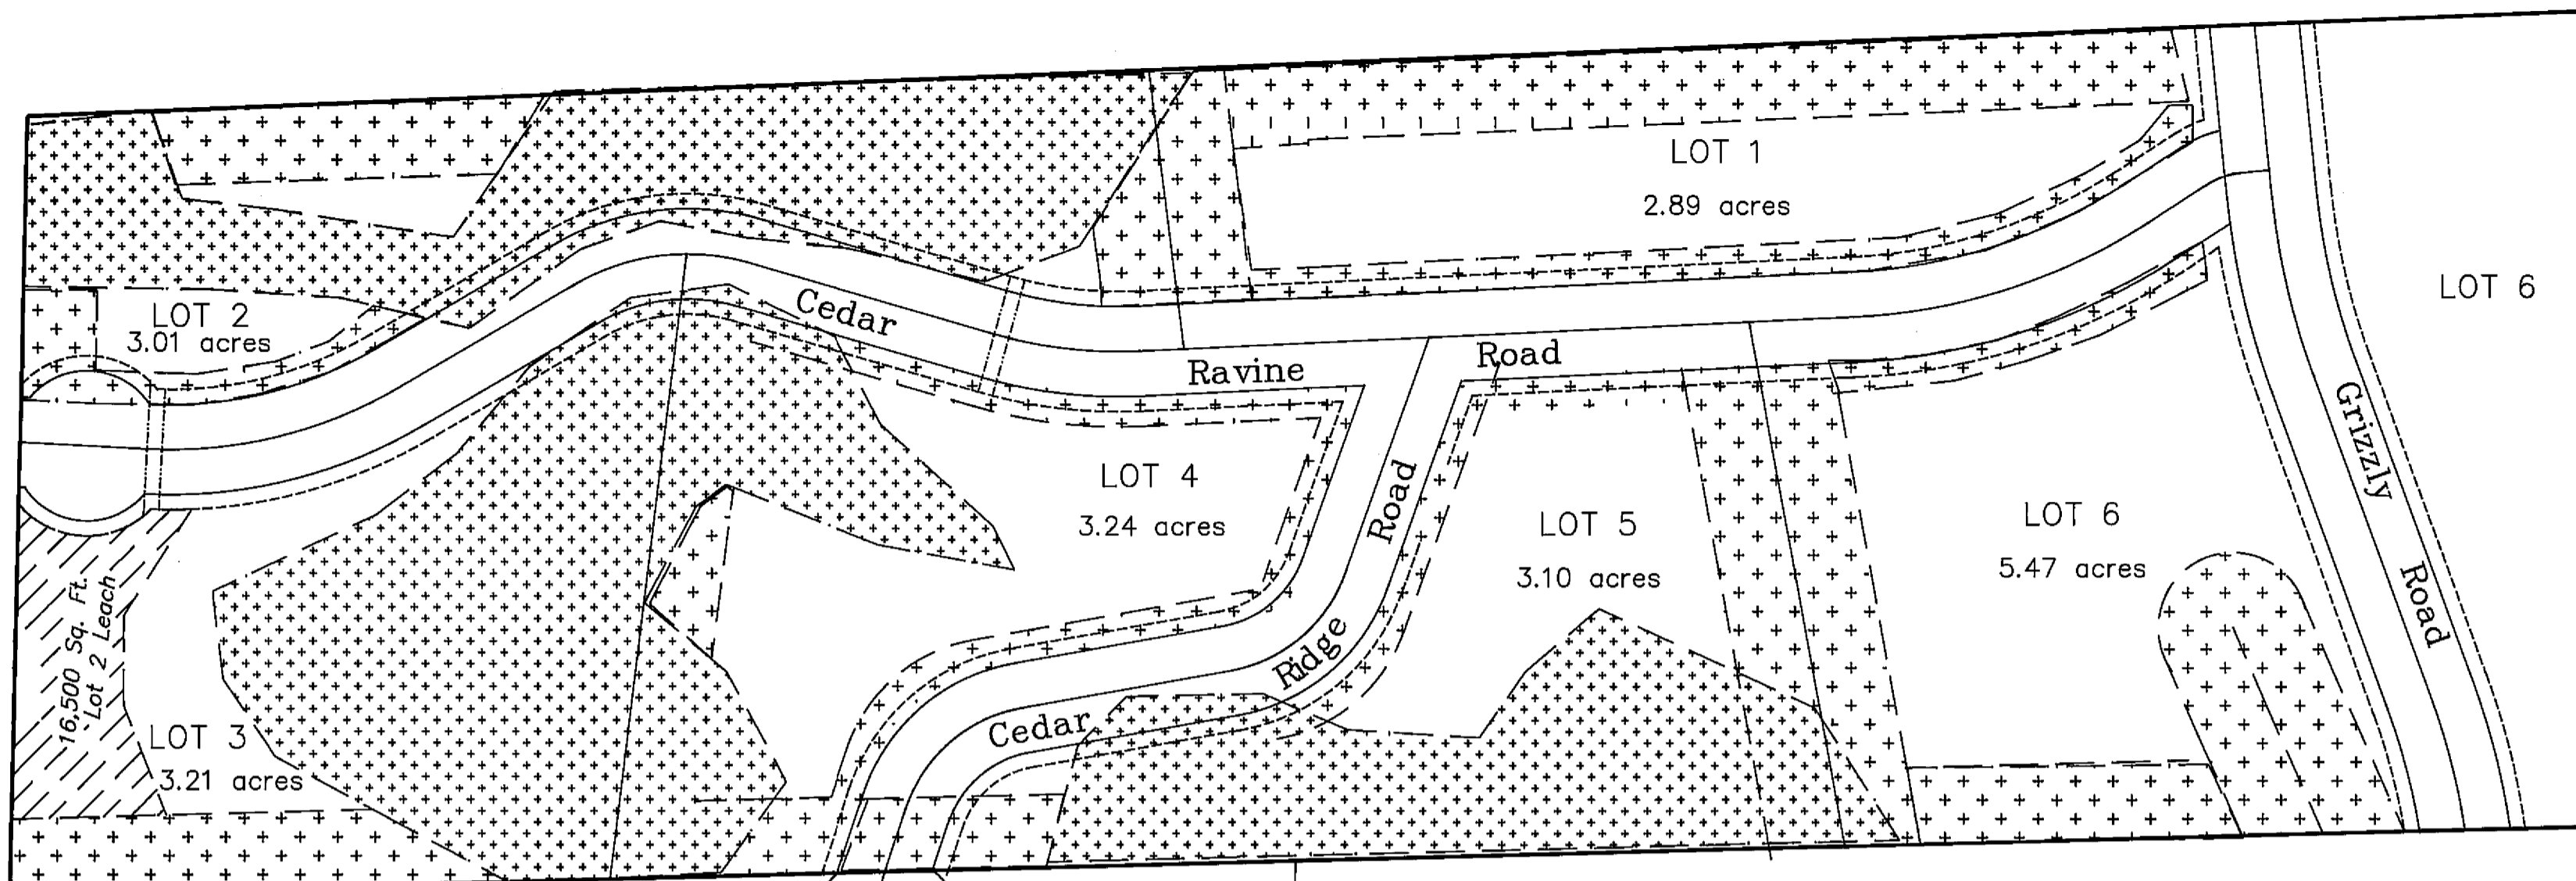 LOT 1
2.89 acres
LOT 2
3.01 acres
LOT 6
Cedar Ravine Road
Grizzly Road
LOT 4
3.24 acres
Cedar Ridge Road
LOT 5
3.10 acres
LOT 6
5.47 acres
16,500 Sq. Ft.
Lot 2 Leach
LOT 3
3.21 acres